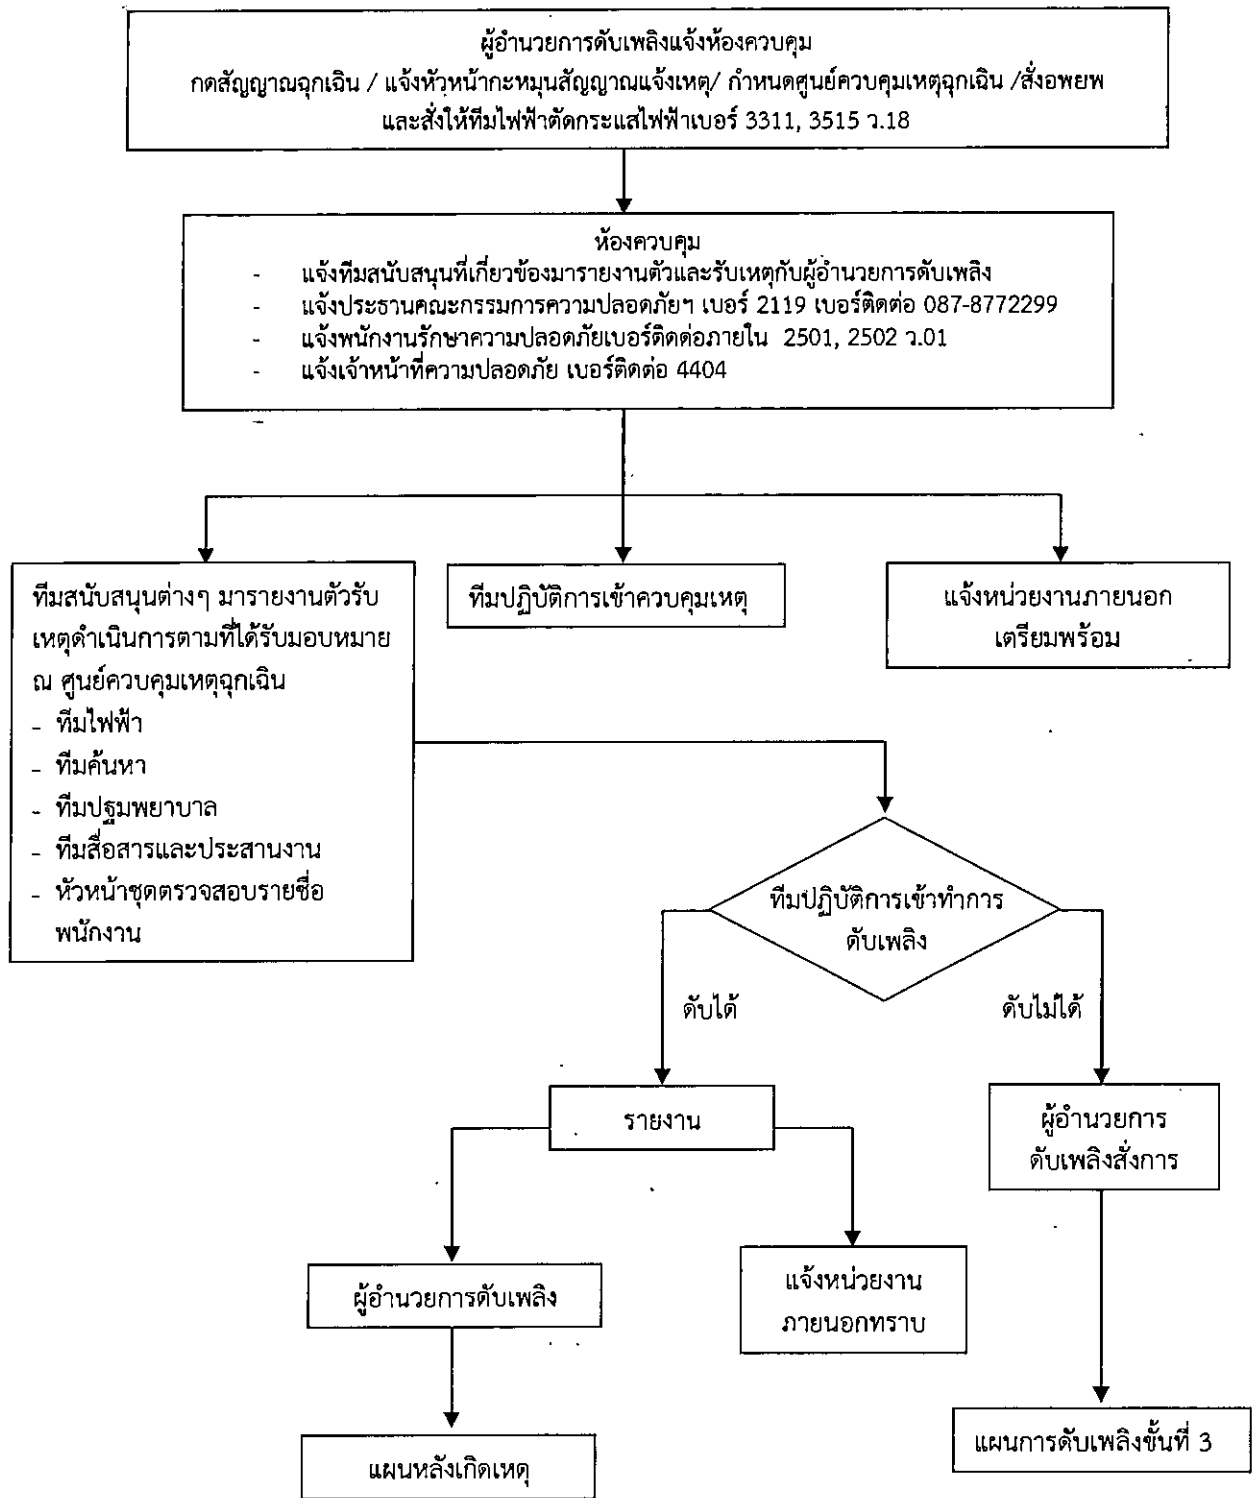 ผู้อำนวยการดับเพลิงแจ้งห้องควบคุม
กดสัญญาณฉุกเฉิน / แจ้งหัวหน้ากะหมุนสัญญาณแจ้งเหตุ/ กำหนดศูนย์ควบคุมเหตุฉุกเฉิน /สั่งอพยพ
และสั่งให้ทีมไฟฟ้าตัดกระแสไฟฟ้าเบอร์ 3311, 3515 ว.18
ห้องควบคุม
- แจ้งทีมสนับสนุนที่เกี่ยวข้องมารายงานตัวและรับเหตุกับผู้อำนวยการดับเพลิง
- แจ้งประธานคณะกรรมการความปลอดภัยฯ เบอร์ 2119 เบอร์ติดต่อ 087-8772299
- แจ้งพนักงานรักษาความปลอดภัยเบอร์ติดต่อภายใน 2501, 2502 ว.01
- แจ้งเจ้าหน้าที่ความปลอดภัย เบอร์ติดต่อ 4404
ทีมสนับสนุนต่างๆ มารายงานตัวรับ
เหตุดำเนินการตามที่ได้รับมอบหมาย
ณ ศูนย์ควบคุมเหตุฉุกเฉิน
- ทีมไฟฟ้า
- ทีมค้นหา
- ทีมปฐมพยาบาล
- ทีมสื่อสารและประสานงาน
- หัวหน้าชุดตรวจสอบรายชื่อ
พนักงาน
ทีมปฏิบัติการเข้าควบคุมเหตุ
แจ้งหน่วยงานภายนอก
เตรียมพร้อม
ทีมปฏิบัติการเข้าทำการ
ดับเพลิง
ดับได้
ดับไม่ได้
รายงาน
ผู้อำนวยการ
ดับเพลิงสั่งการ
ผู้อำนวยการดับเพลิง
แจ้งหน่วยงาน
ภายนอกทราบ
แผนหลังเกิดเหตุ
แผนการดับเพลิงขั้นที่ 3